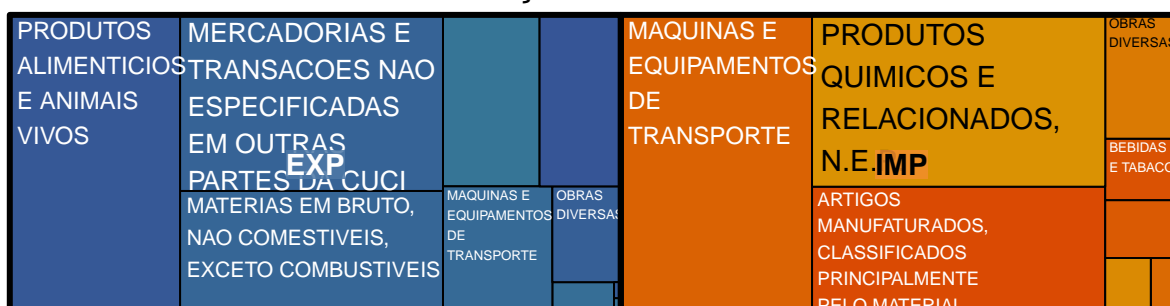 PRODUTOS
ALIMENTICIOS
E ANIMAIS
VIVOS
MERCADORIAS E
TRANSACOES NAO
ESPECIFICADAS
EM OUTRAS
PARTES DA CUCI
EXP
MATERIAS EM BRUTO,
NAO COMESTIVEIS,
EXCETO COMBUSTIVEIS
MAQUINAS E
EQUIPAMENTOS
DE
TRANSPORTE
OBRAS
DIVERSAS
MAQUINAS E
EQUIPAMENTOS
DE
TRANSPORTE
PRODUTOS
QUIMICOS E
RELACIONADOS,
N.E.
IMP
ARTIGOS
MANUFATURADOS,
CLASSIFICADOS
PRINCIPALMENTE
PELO MATERIAL
OBRAS
DIVERSAS
BEBIDAS
E TABACO